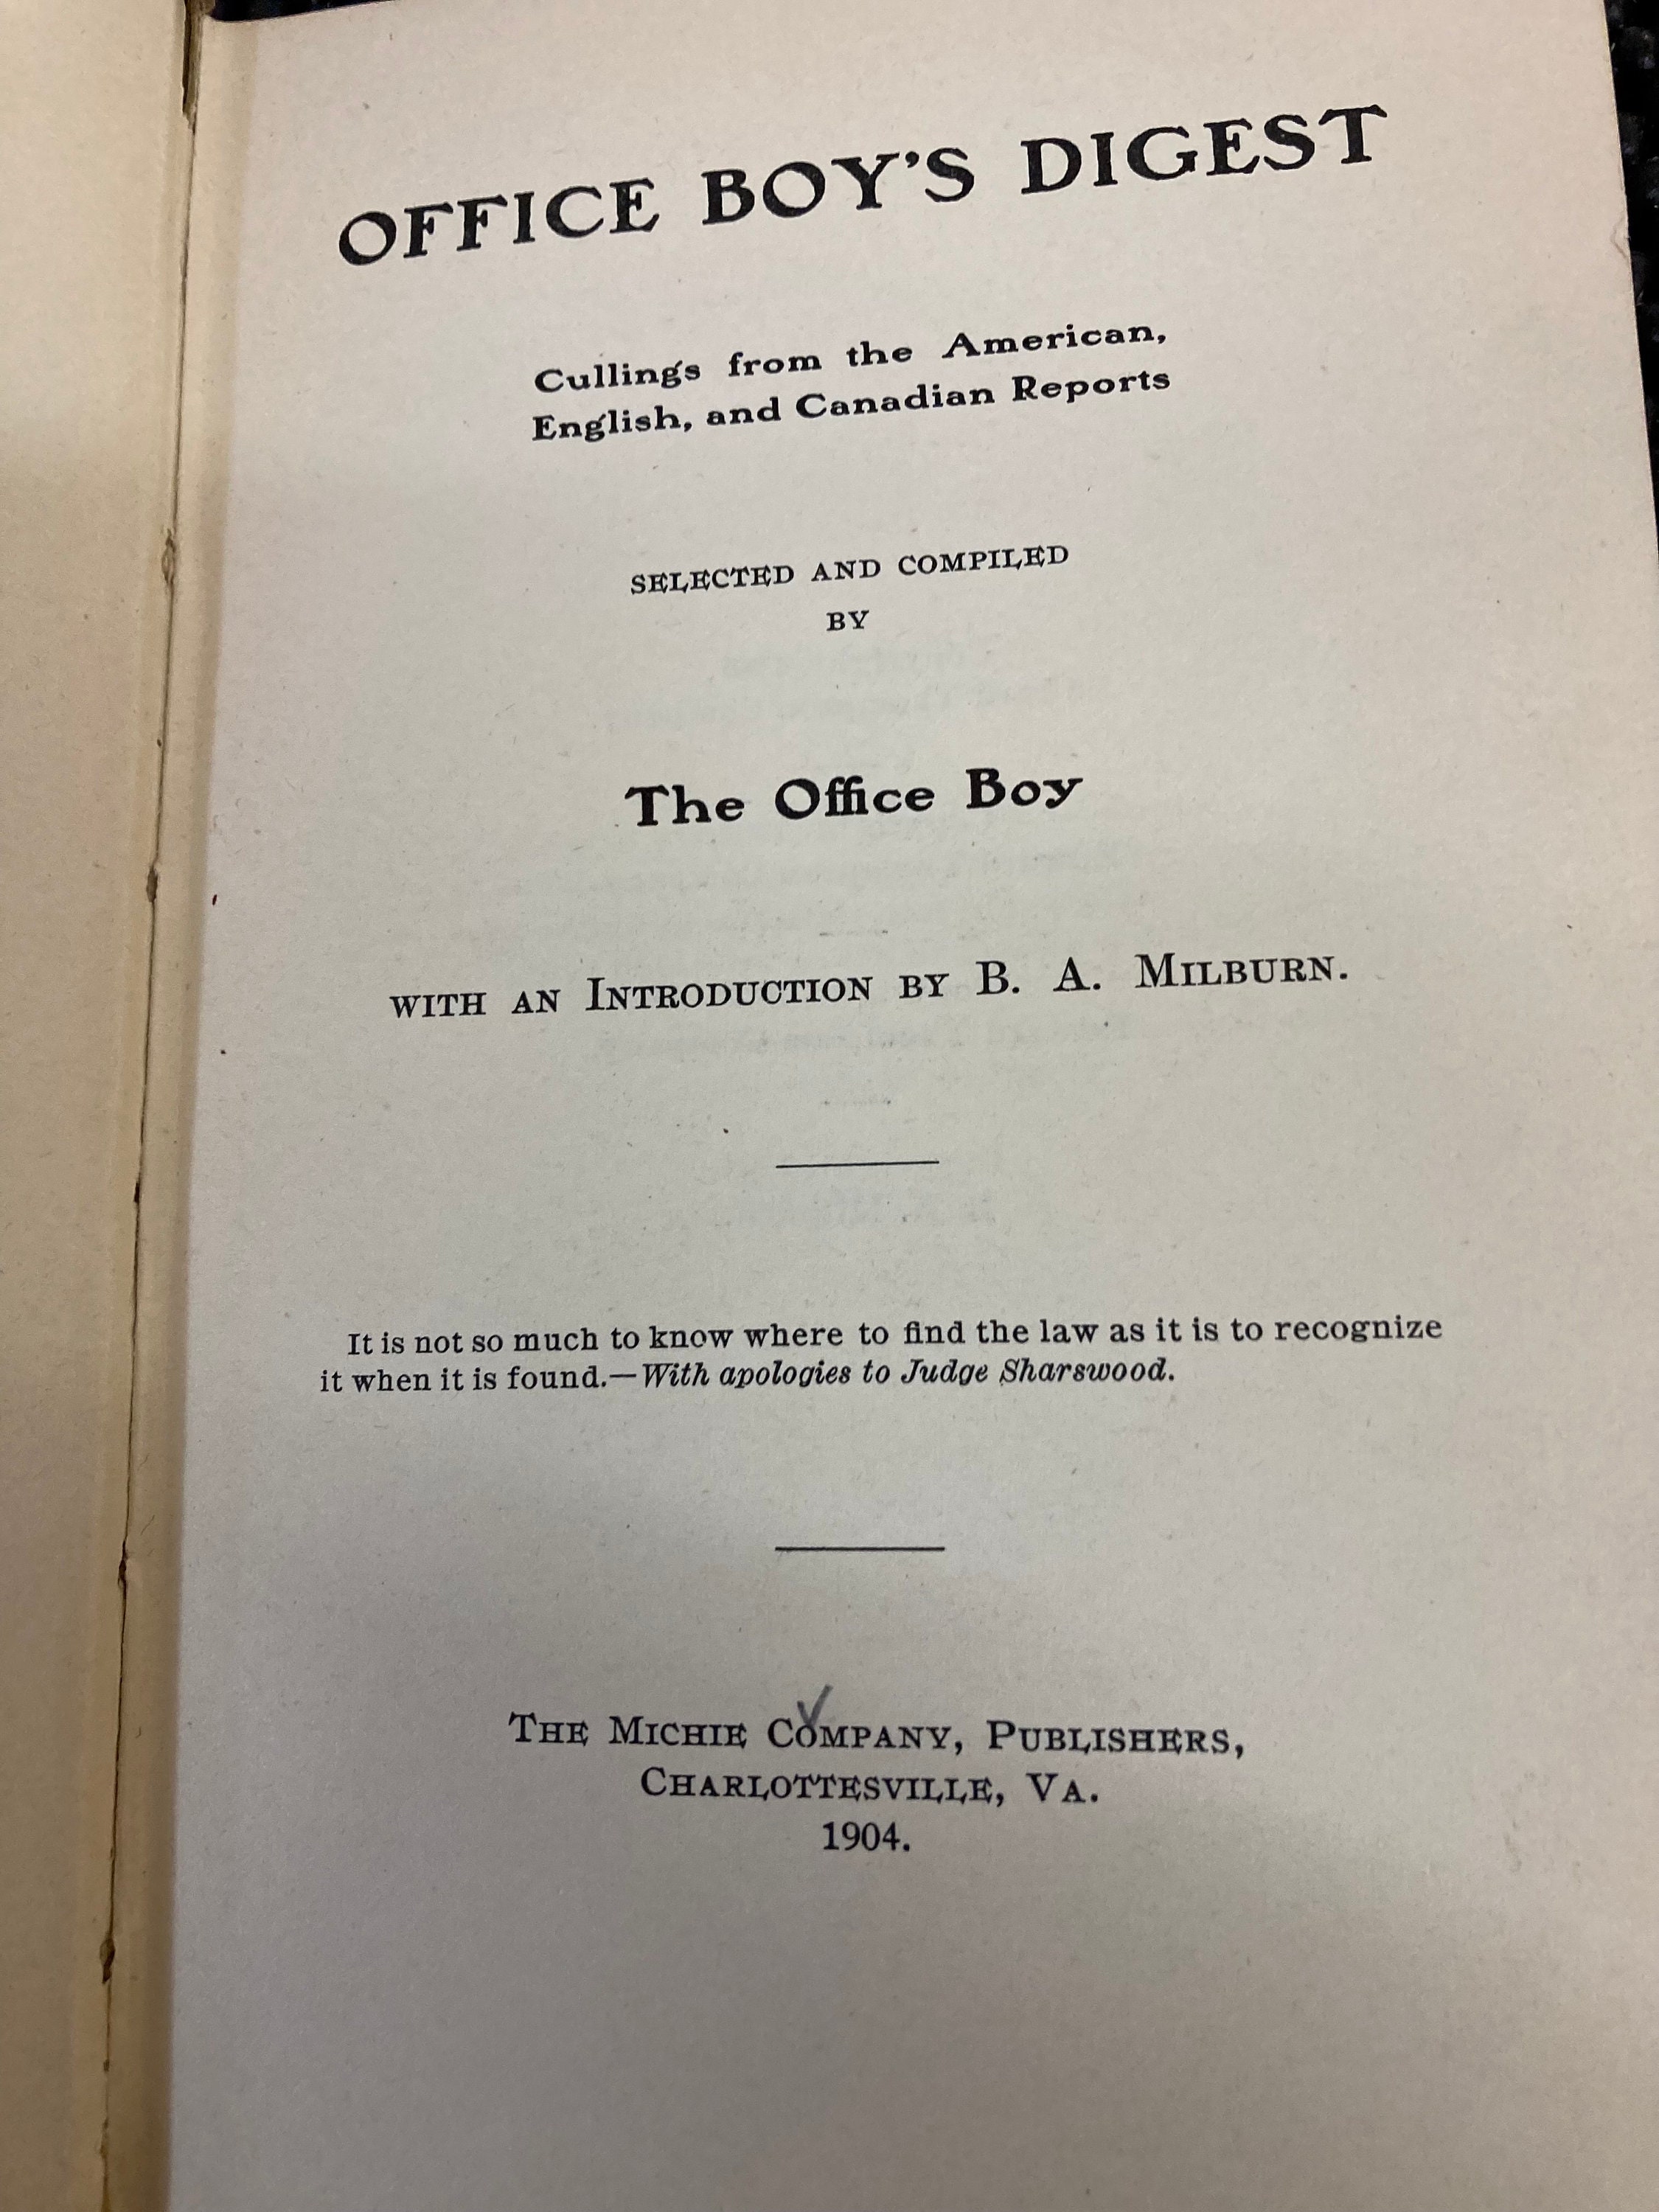 OFFICE BOY'S DIGEST
Cullings from the American,
English, and Canadian Reports
SELECTED AND COMPILED
BY
The Office Boy
WITH AN INTRODUCTION BY B. A. MILBURN.
It is not so much to know where to find the law as it is to recognize
it when it is found.—With apologies to Judge Sharswood.
THE MICHIE COMPANY, PUBLISHERS,
CHARLOTTESVILLE, VA.
1904.